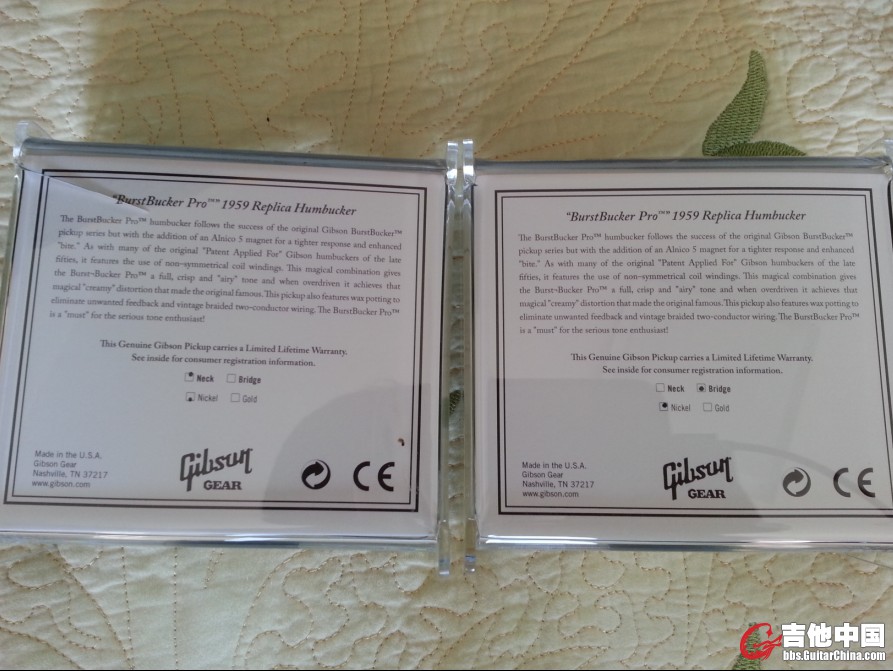 "BurstBucker Pro™" 1959 Replica Humbucker
The BurstBucker Pro™ humbucker follows the success of the original Gibson BurstBucker™
pickup series but with the addition of an Alnico 5 magnet for a tighter response and enhanced
"bite." As with many of the original "Patent Applied For" Gibson humbuckers of the late
fifties, it features the use of non-symmetrical coil windings. This magical combination gives
the Burst-Bucker Pro™ a full, crisp and "airy" tone and when overdriven it achieves that
magical "creamy" distortion that made the original famous. This pickup also features wax potting to
eliminate unwanted feedback and vintage braided two-conductor wiring. The BurstBucker Pro™
is a "must" for the serious tone enthusiast!
This Genuine Gibson Pickup carries a Limited Lifetime Warranty.
See inside for consumer registration information.
Neck Bridge
Nickel Gold
Made in the U.S.A.
Gibson Gear
Nashville, TN 37217
www.gibson.com
Gibson
GEAR
CE
"BurstBucker Pro™" 1959 Replica Humbucker
The BurstBucker Pro™ humbucker follows the success of the original Gibson BurstBucker™
pickup series but with the addition of an Alnico 5 magnet for a tighter response and enhanced
"bite." As with many of the original "Patent Applied For" Gibson humbuckers of the late
fifties, it features the use of non-symmetrical coil windings. This magical combination gives
the Burst-Bucker Pro™ a full, crisp and "airy" tone and when overdriven it achieves that
magical "creamy" distortion that made the original famous. This pickup also features wax potting to
eliminate unwanted feedback and vintage braided two-conductor wiring. The BurstBucker Pro™
is a "must" for the serious tone enthusiast!
This Genuine Gibson Pickup carries a Limited Lifetime Warranty.
See inside for consumer registration information.
Neck Bridge
Nickel Gold
Made in the U.S.A.
Gibson Gear
Nashville, TN 37217
www.gibson.com
Gibson
GEAR
CE
吉他中国
bbs.GuitarChina.com